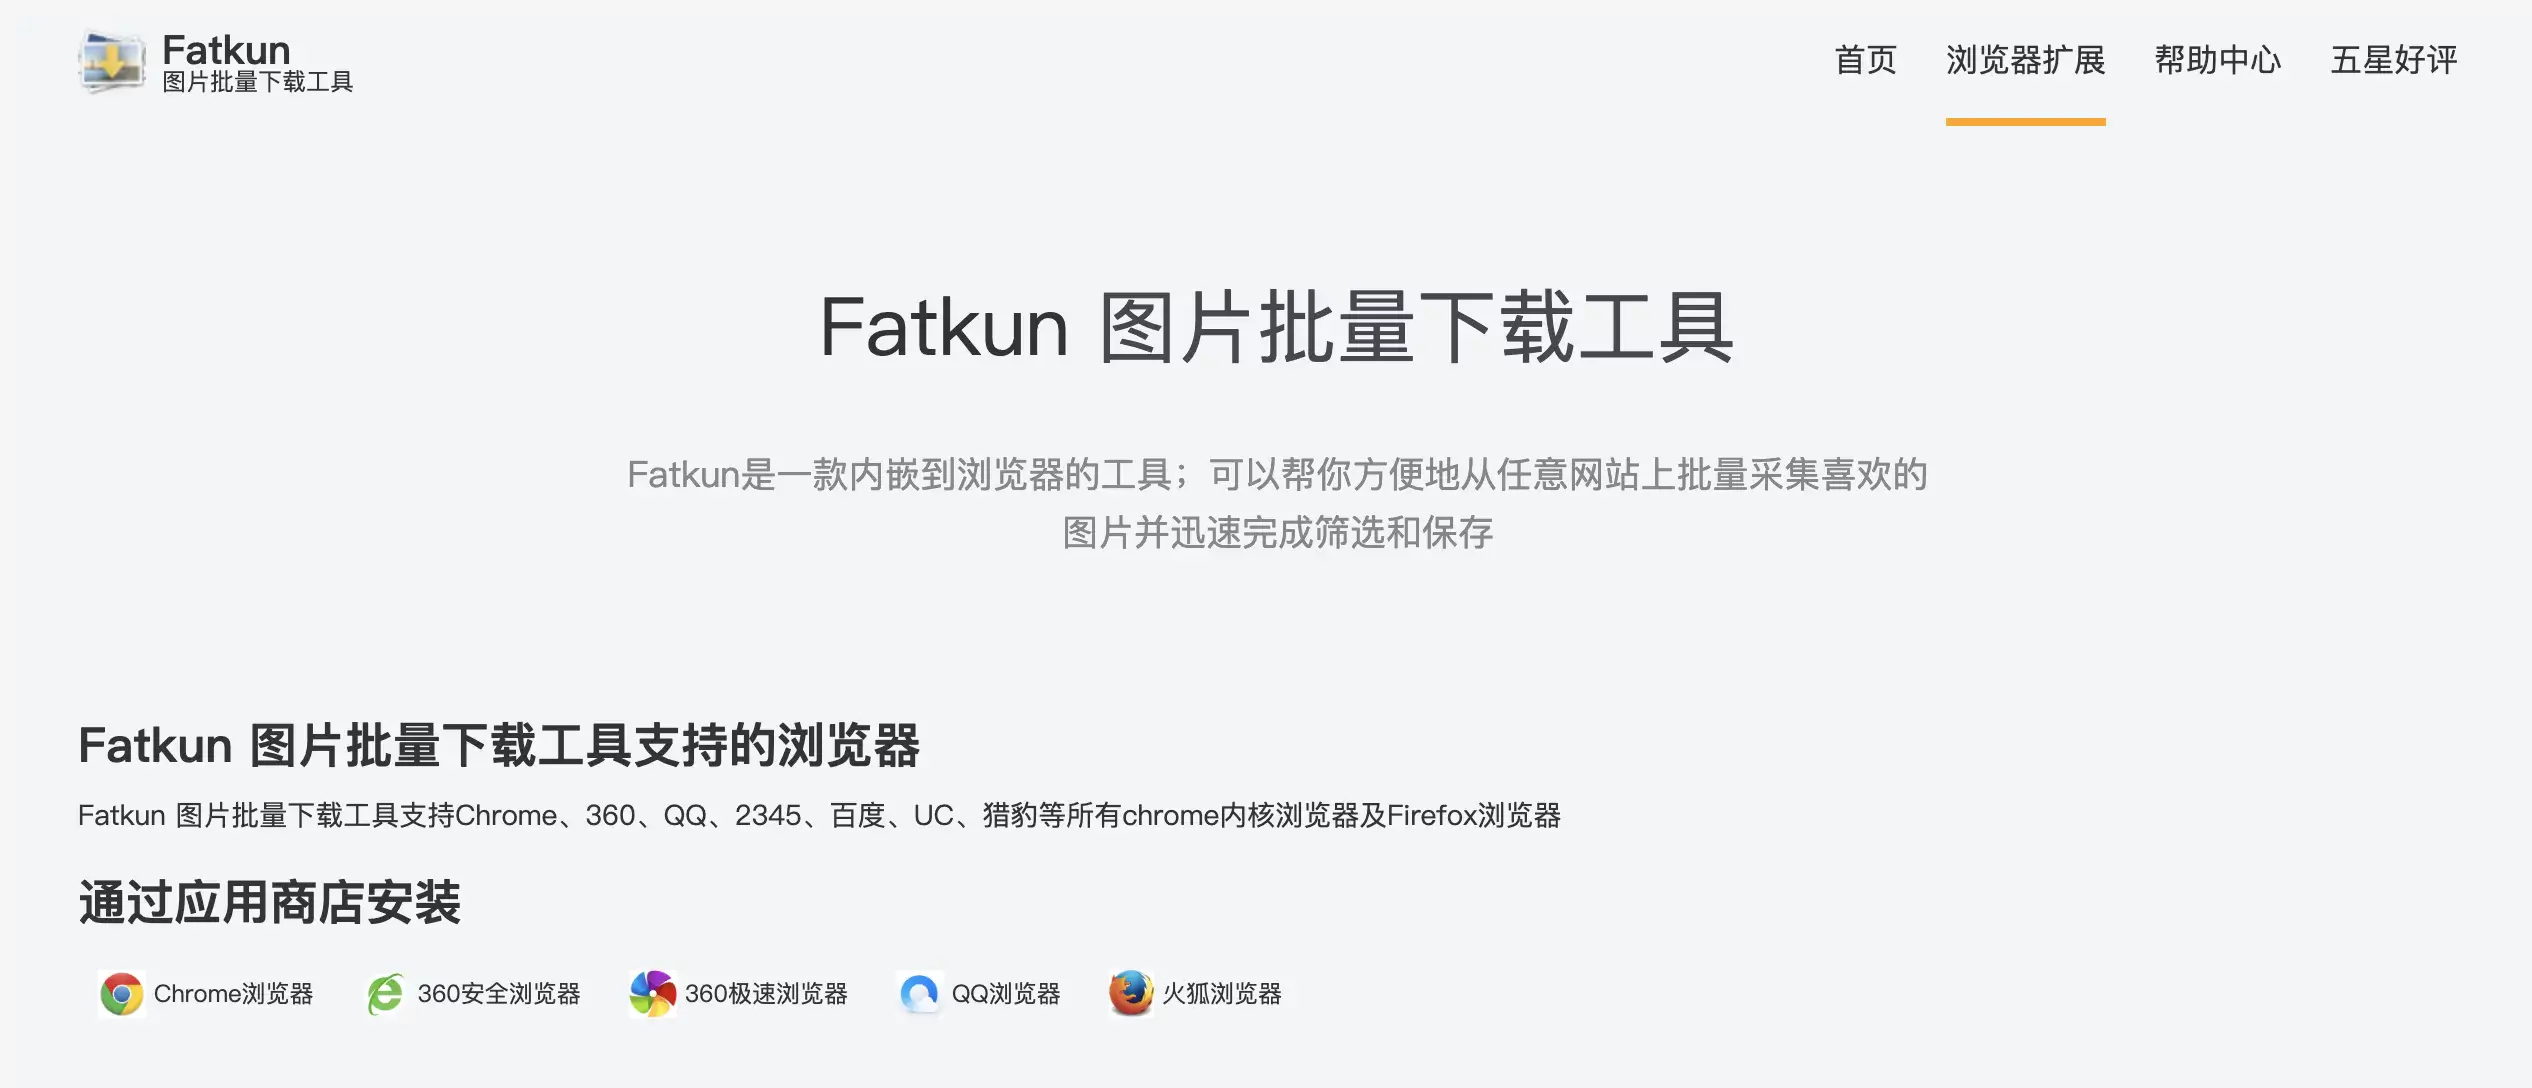 Fatkun
图片批量下载工具
首页 浏览器扩展 帮助中心 五星好评
Fatkun 图片批量下载工具
Fatkun是一款内嵌到浏览器的工具；可以帮你方便地从任意网站上批量采集喜欢的
图片并迅速完成筛选和保存
Fatkun 图片批量下载工具支持的浏览器
Fatkun 图片批量下载工具支持Chrome、360、QQ、2345、百度、UC、猎豹等所有chrome内核浏览器及Firefox浏览器
通过应用商店安装
Chrome浏览器 360安全浏览器 360极速浏览器 QQ浏览器 火狐浏览器